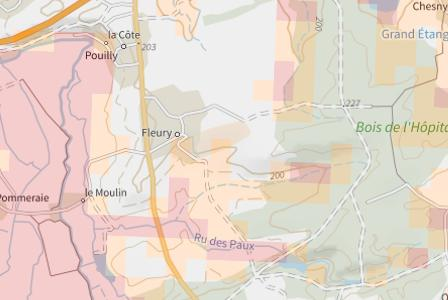 Chesny
200
Grand Étang
la Côte
203
Pouilly
227
Bois de l'Hôpita
Fleury
200
le Moulin
Pommeraie
Ru des Paux